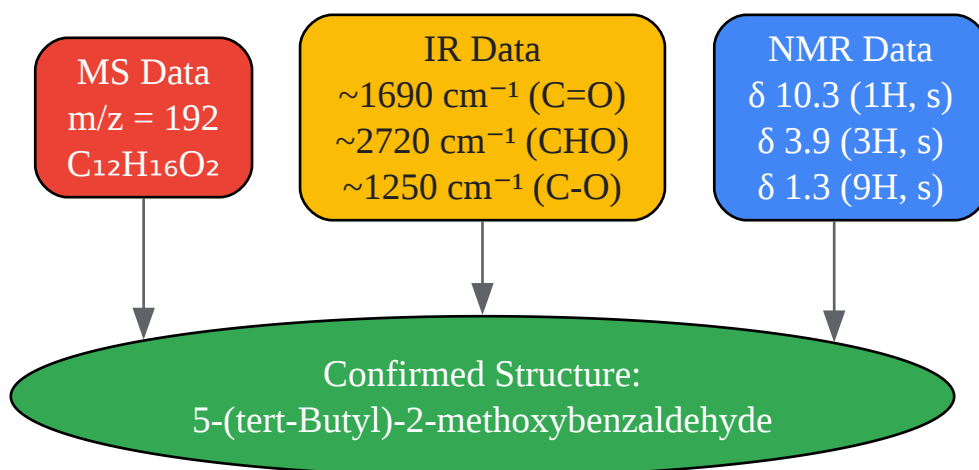 MS Data
m/z = 192
C₁₂H₁₆O₂
IR Data
~1690 cm⁻¹ (C=O)
~2720 cm⁻¹ (CHO)
~1250 cm⁻¹ (C-O)
NMR Data
δ 10.3 (1H, s)
δ 3.9 (3H, s)
δ 1.3 (9H, s)
Confirmed Structure:
5-(tert-Butyl)-2-methoxybenzaldehyde